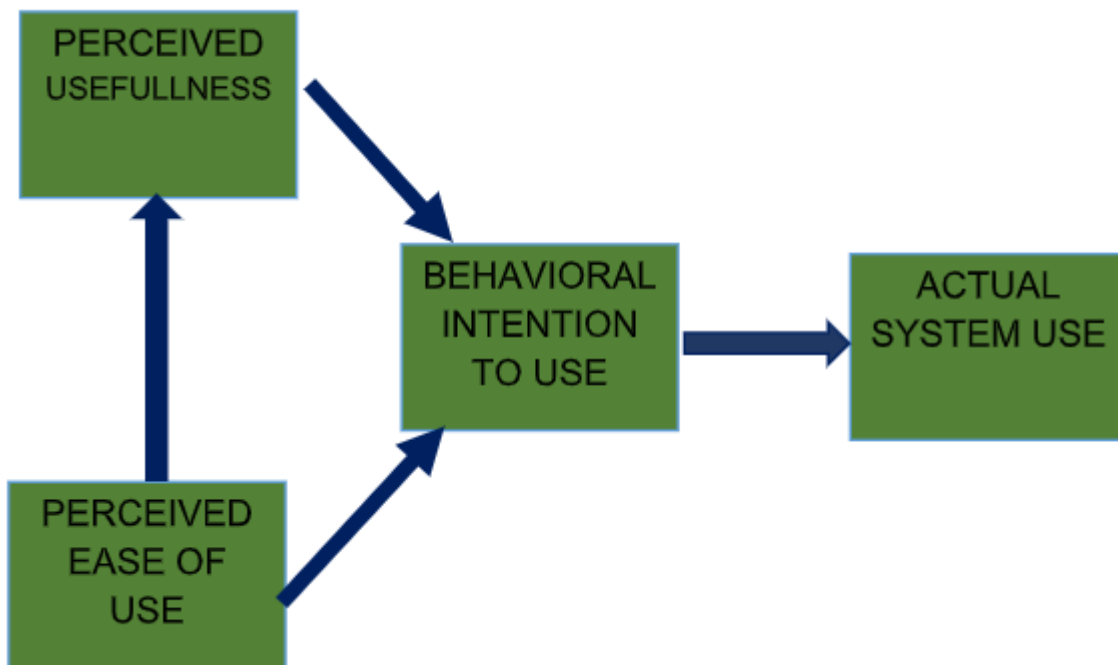 PERCEIVED
USEFULLNESS
BEHAVIORAL
INTENTION
TO USE
ACTUAL
SYSTEM USE
PERCEIVED
EASE OF
USE